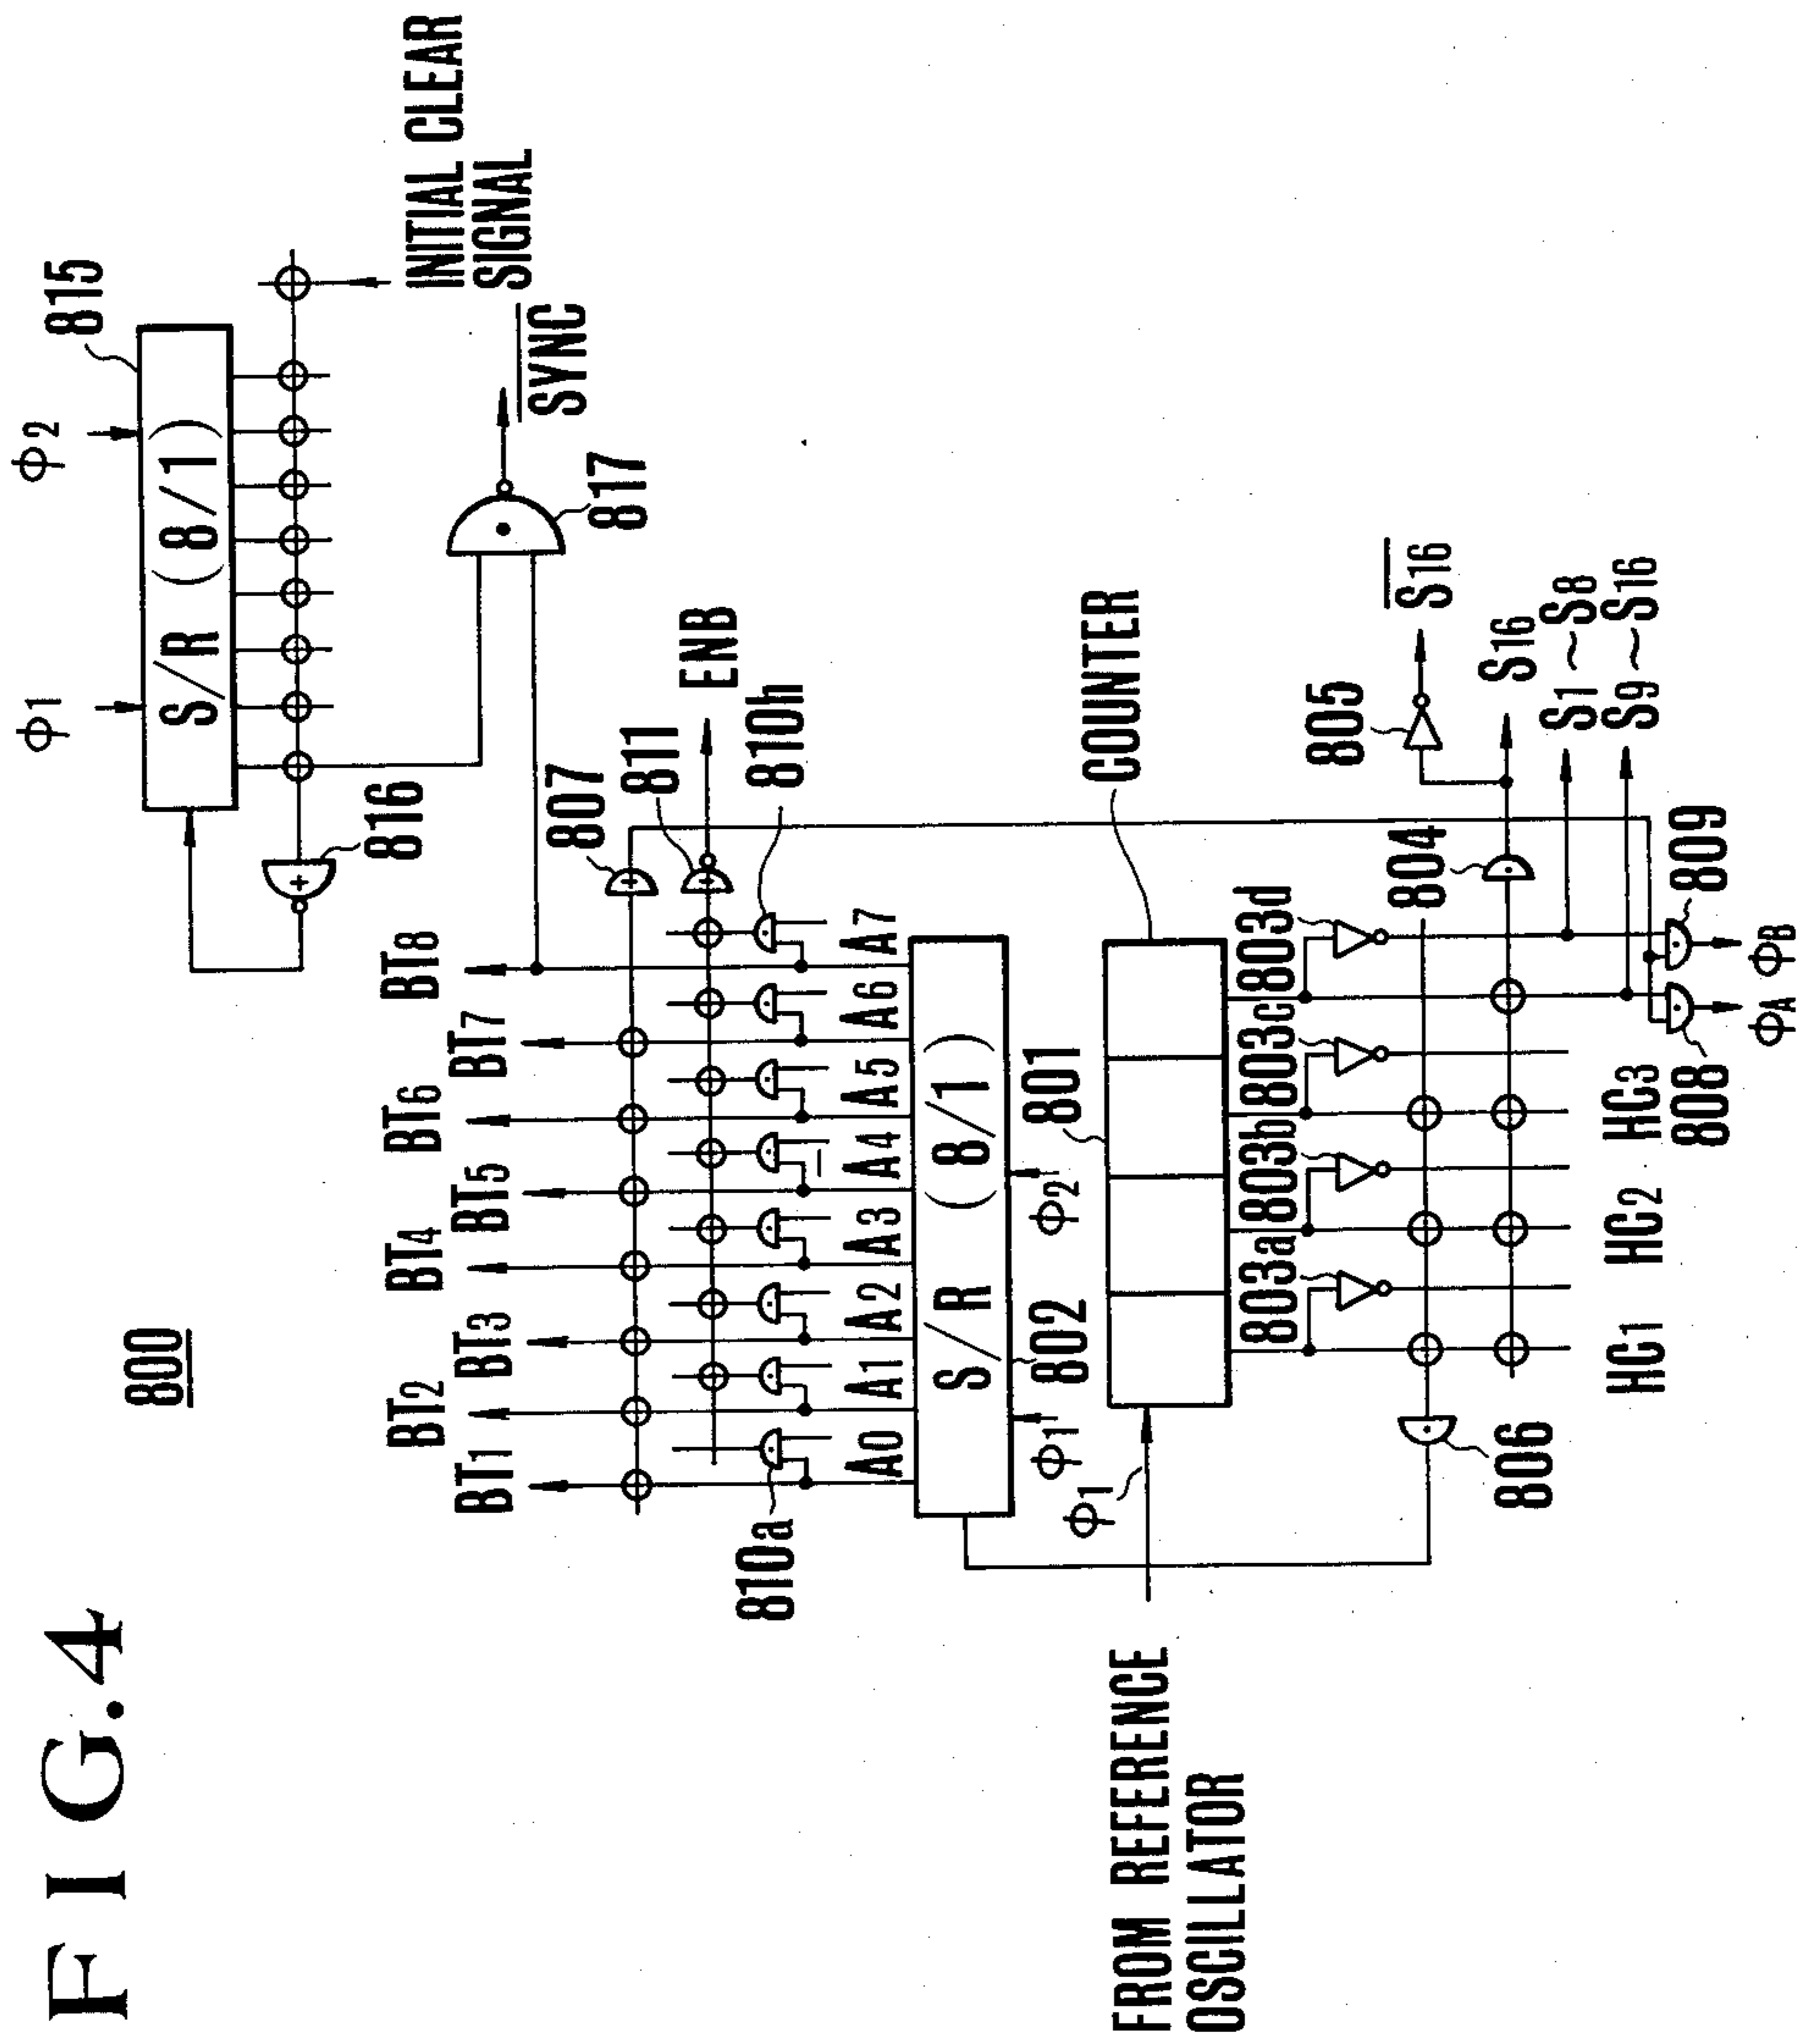 FIG.4
800
ϕ1
ϕ2
815
S/R (8/1)
INITIAL CLEAR
SIGNAL
816
817
S̅Y̅N̅C̅
BT1
BT2
BT3
BT4
BT5
BT6
BT7
BT8
807
811
ENB
810a
810h
A0
A1
A2
A3
A4
A5
A6
A7
S/R (8/1)
802
ϕ1
ϕ2
801
COUNTER
FROM REFERENCE
OSCILLATOR
ϕ1
803a
803b
803c
803d
804
805
S̅1̅6̅
S16
S1~S8
S9~S16
806
HC1
HC2
HC3
808
809
ϕA
ϕB